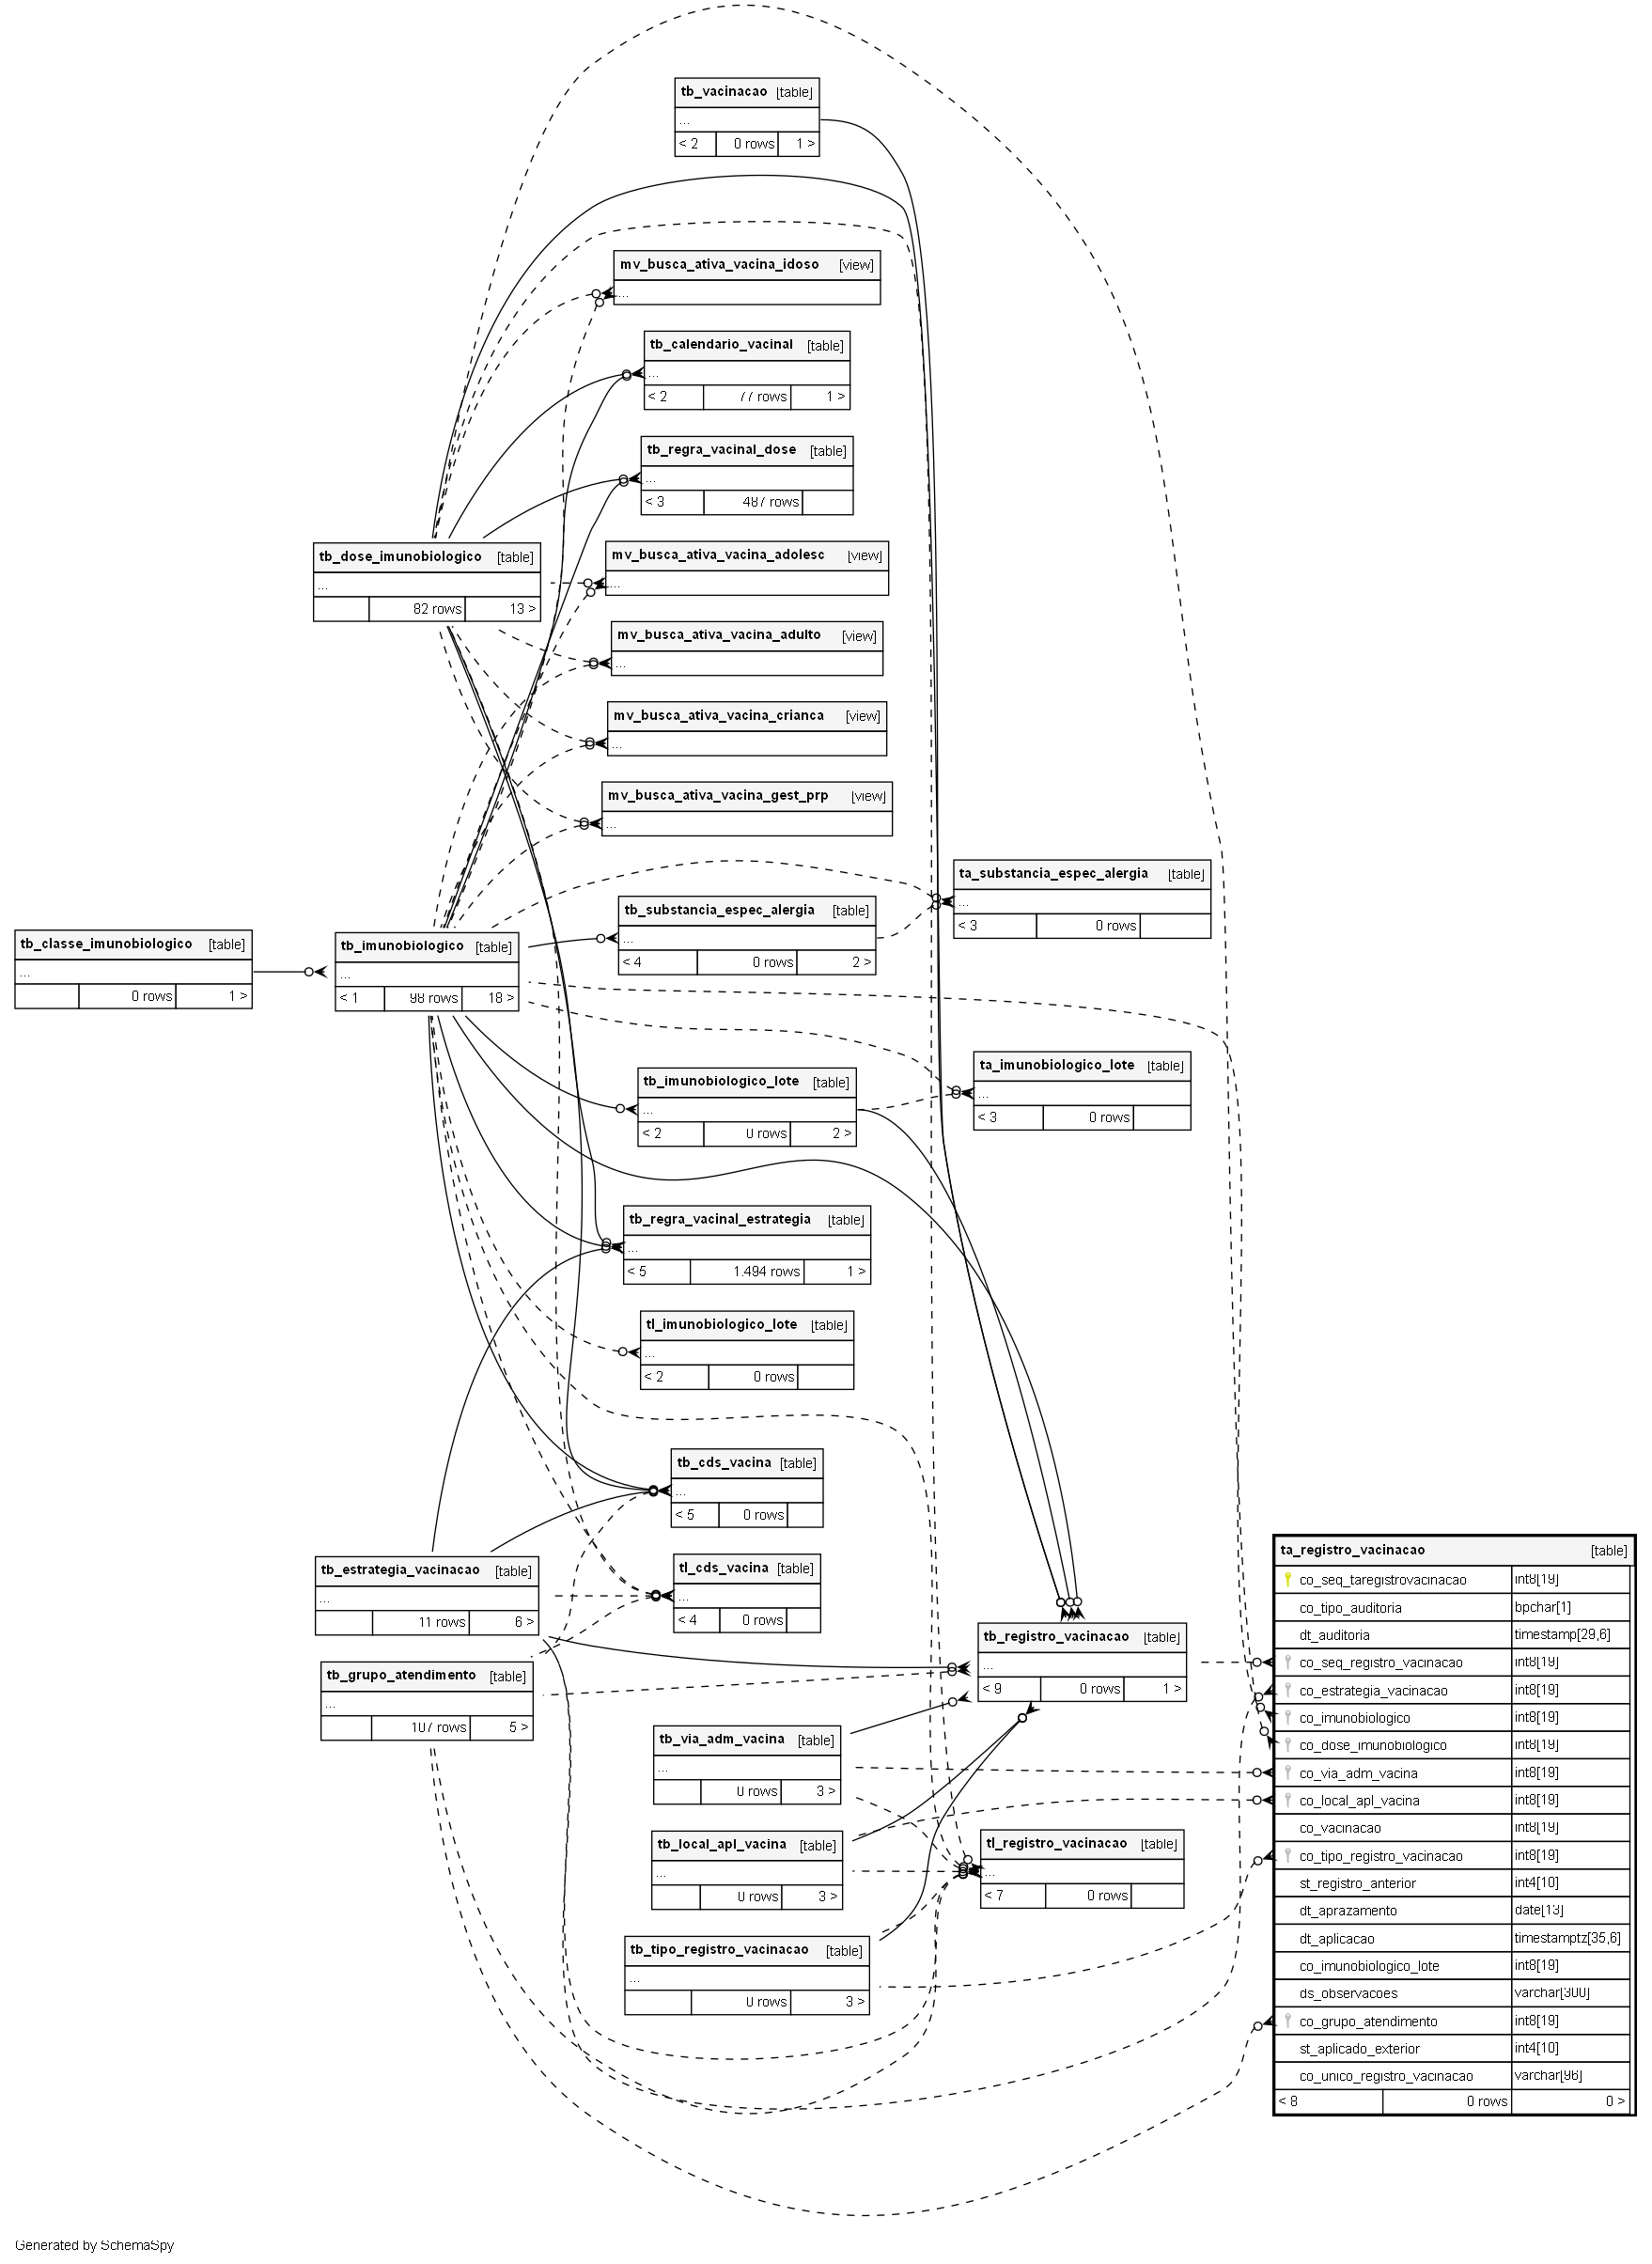 tb_vacinacao [table]
...
< 2 0 rows 1 >
mv_busca_ativa_vacina_idoso [view]
...
tb_calendario_vacinal [table]
...
< 2 77 rows 1 >
tb_regra_vacinal_dose [table]
...
< 3 487 rows
tb_dose_imunobiologico [table]
...
82 rows 13 >
mv_busca_ativa_vacina_adolesc [view]
...
mv_busca_ativa_vacina_adulto [view]
...
mv_busca_ativa_vacina_crianca [view]
...
mv_busca_ativa_vacina_gest_prp [view]
...
ta_substancia_espec_alergia [table]
...
< 3 0 rows
tb_substancia_espec_alergia [table]
...
< 4 0 rows 2 >
tb_classe_imunobiologico [table]
...
0 rows 1 >
tb_imunobiologico [table]
...
< 1 98 rows 18 >
ta_imunobiologico_lote [table]
...
< 3 0 rows
tb_imunobiologico_lote [table]
...
< 2 0 rows 2 >
tb_regra_vacinal_estrategia [table]
...
< 5 1.494 rows 1 >
tl_imunobiologico_lote [table]
...
< 2 0 rows
tb_cds_vacina [table]
...
< 5 0 rows
tb_estrategia_vacinacao [table]
...
11 rows 6 >
tl_cds_vacina [table]
...
< 4 0 rows
tb_grupo_atendimento [table]
...
107 rows 5 >
tb_registro_vacinacao [table]
...
< 9 0 rows 1 >
tb_via_adm_vacina [table]
...
0 rows 3 >
tb_local_apl_vacina [table]
...
0 rows 3 >
tl_registro_vacinacao [table]
...
< 7 0 rows
tb_tipo_registro_vacinacao [table]
...
0 rows 3 >
ta_registro_vacinacao [table]
co_seq_taregistrovacinacao int8[19]
co_tipo_auditoria bpchar[1]
dt_auditoria timestamp[29,6]
co_seq_registro_vacinacao int8[19]
co_estrategia_vacinacao int8[19]
co_imunobiologico int8[19]
co_dose_imunobiologico int8[19]
co_via_adm_vacina int8[19]
co_local_apl_vacina int8[19]
co_vacinacao int8[19]
co_tipo_registro_vacinacao int8[19]
st_registro_anterior int4[10]
dt_aprazamento date[13]
dt_aplicacao timestamptz[35,6]
co_imunobiologico_lote int8[19]
ds_observacoes varchar[300]
co_grupo_atendimento int8[19]
st_aplicado_exterior int4[10]
co_unico_registro_vacinacao varchar[96]
< 8 0 rows 0 >
Generated by SchemaSpy